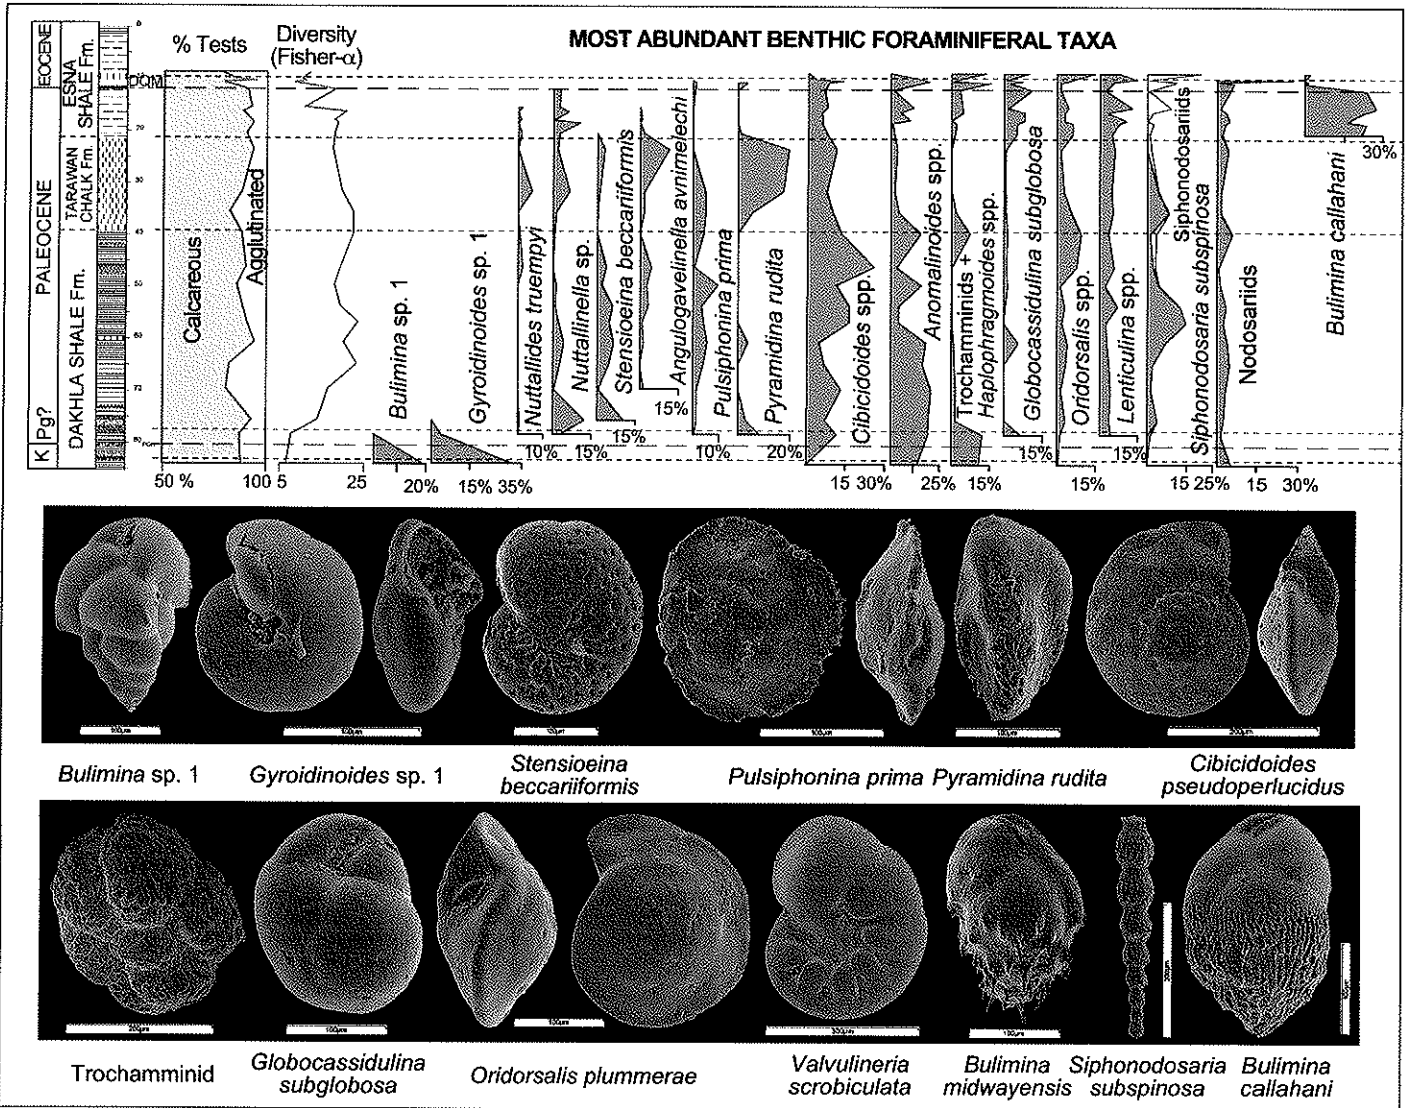 MOST ABUNDANT BENTHIC FORAMINIFERAL TAXA
% Tests
Diversity
(Fisher-α)
EOCENE
PALEOCENE
Pg?
K
ESNA
SHALE Fm.
TARAWAN
CHALK Fm.
DAKHLA SHALE Fm.
DQM
Calcareous
Agglutinated
Bulimina sp. 1
Gyroidinoides sp. 1
Nuttallides truempyi
Nuttallinella sp.
Stensioeina beccariiformis
Angulogavelinella avnimelechi
Pulsiphonina prima
Pyramidina rudita
Cibicidoides spp.
Anomalinoides spp.
Trochamminids +
Haplophragmoides spp.
Globocassidulina subglobosa
Oridorsalis spp.
Lenticulina spp.
Siphonodosariids
Siphonodosaria subspinosa
Nodosariids
Bulimina callahani
30%
15%
15%
10%
15%
10%
20%
15%
15%
50 %
100
5
25
20%
15%
35%
15
30%
25%
15%
15%
15
25%
15
30%
Bulimina sp. 1
Gyroidinoides sp. 1
Stensioeina
beccariiformis
Pulsiphonina prima
Pyramidina rudita
Cibicidoides
pseudoperlucidus
100µm
200µm
Trochamminid
Globocassidulina
subglobosa
Oridorsalis plummerae
Valvulineria
scrobiculata
Bulimina
midwayensis
Siphonodosaria
subspinosa
Bulimina
callahani